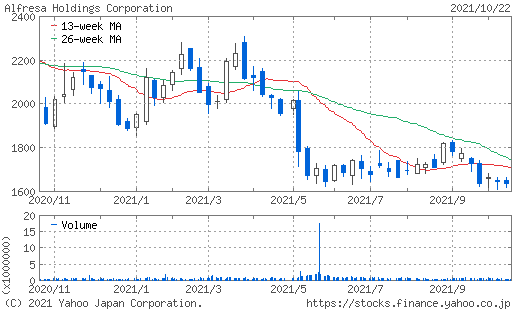 Alfresa Holdings Corporation 2021/10/22
13-week MA
26-week MA
2400
2200
2000
1800
1600
2020/11 2021/1 2021/3 2021/5 2021/7 2021/9
Volume
20
15
10
5
0
(x1000000)
2020/11 2021/1 2021/3 2021/5 2021/7 2021/9
(C) 2021 Yahoo Japan Corporation. https://stocks.finance.yahoo.co.jp/